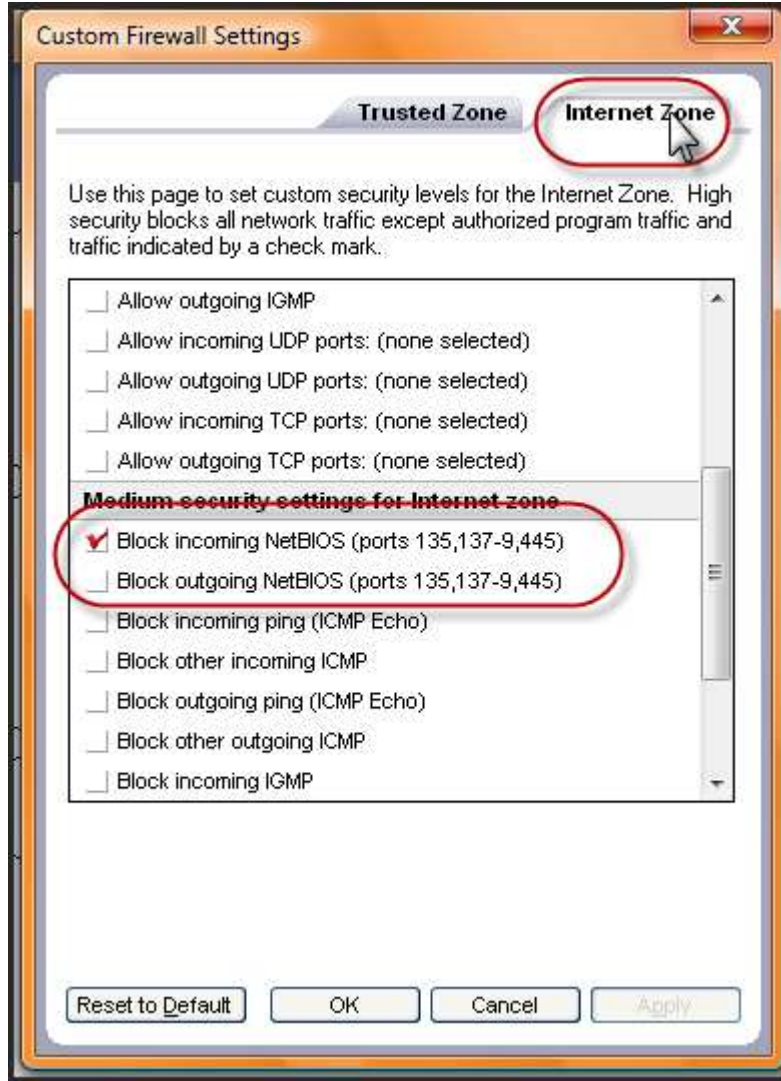 Custom Firewall Settings
Trusted Zone
Internet Zone
Use this page to set custom security levels for the Internet Zone.  High
security blocks all network traffic except authorized program traffic and
traffic indicated by a check mark.
Allow outgoing IGMP
Allow incoming UDP ports: (none selected)
Allow outgoing UDP ports: (none selected)
Allow incoming TCP ports: (none selected)
Allow outgoing TCP ports: (none selected)
Medium security settings for Internet zone
Block incoming NetBIOS (ports 135,137-9,445)
Block outgoing NetBIOS (ports 135,137-9,445)
Block incoming ping (ICMP Echo)
Block other incoming ICMP
Block outgoing ping (ICMP Echo)
Block other outgoing ICMP
Block incoming IGMP
Reset to Default
OK
Cancel
Apply